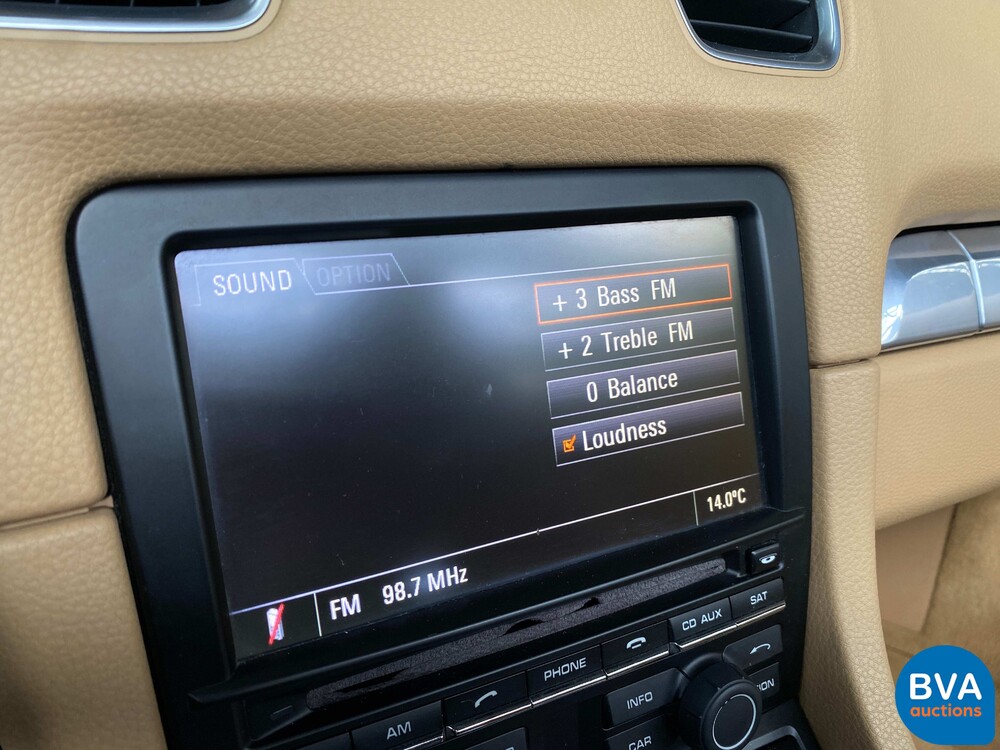 SOUND OPTION
+ 3 Bass FM
+ 2 Treble FM
0 Balance
Loudness
14.0°C
FM 98.7 MHz
AM
PHONE
CD AUX
SAT
INFO
CAR
BVA
auctions